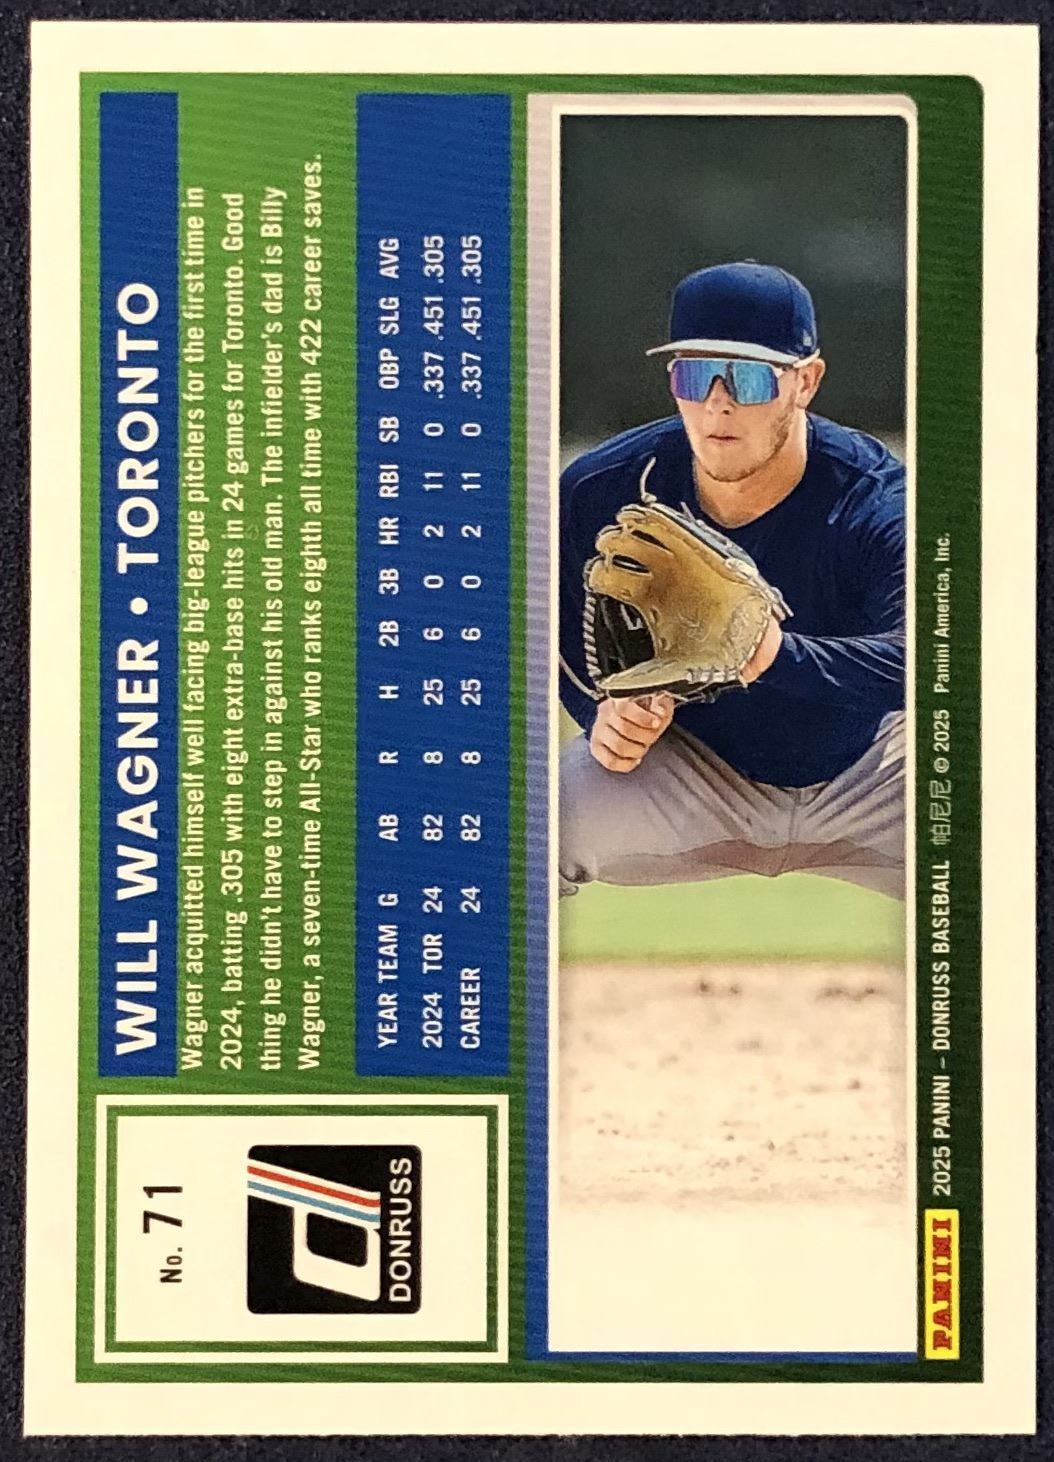 No. 71
DONRUSS
WILL WAGNER • TORONTO
Wagner acquitted himself well facing big-league pitchers for the first time in
2024, batting .305 with eight extra-base hits in 24 games for Toronto. Good
thing he didn't have to step in against his old man. The infielder's dad is Billy
Wagner, a seven-time All-Star who ranks eighth all time with 422 career saves.
YEAR TEAM G AB R H 2B 3B HR RBI SB OBP SLG AVG
2024 TOR 24 82 8 25 6 0 2 11 0 .337 .451 .305
CAREER 24 82 8 25 6 0 2 11 0 .337 .451 .305
PANINI 2025 PANINI – DONRUSS BASEBALL 帕尼尼 © 2025 Panini America, Inc.